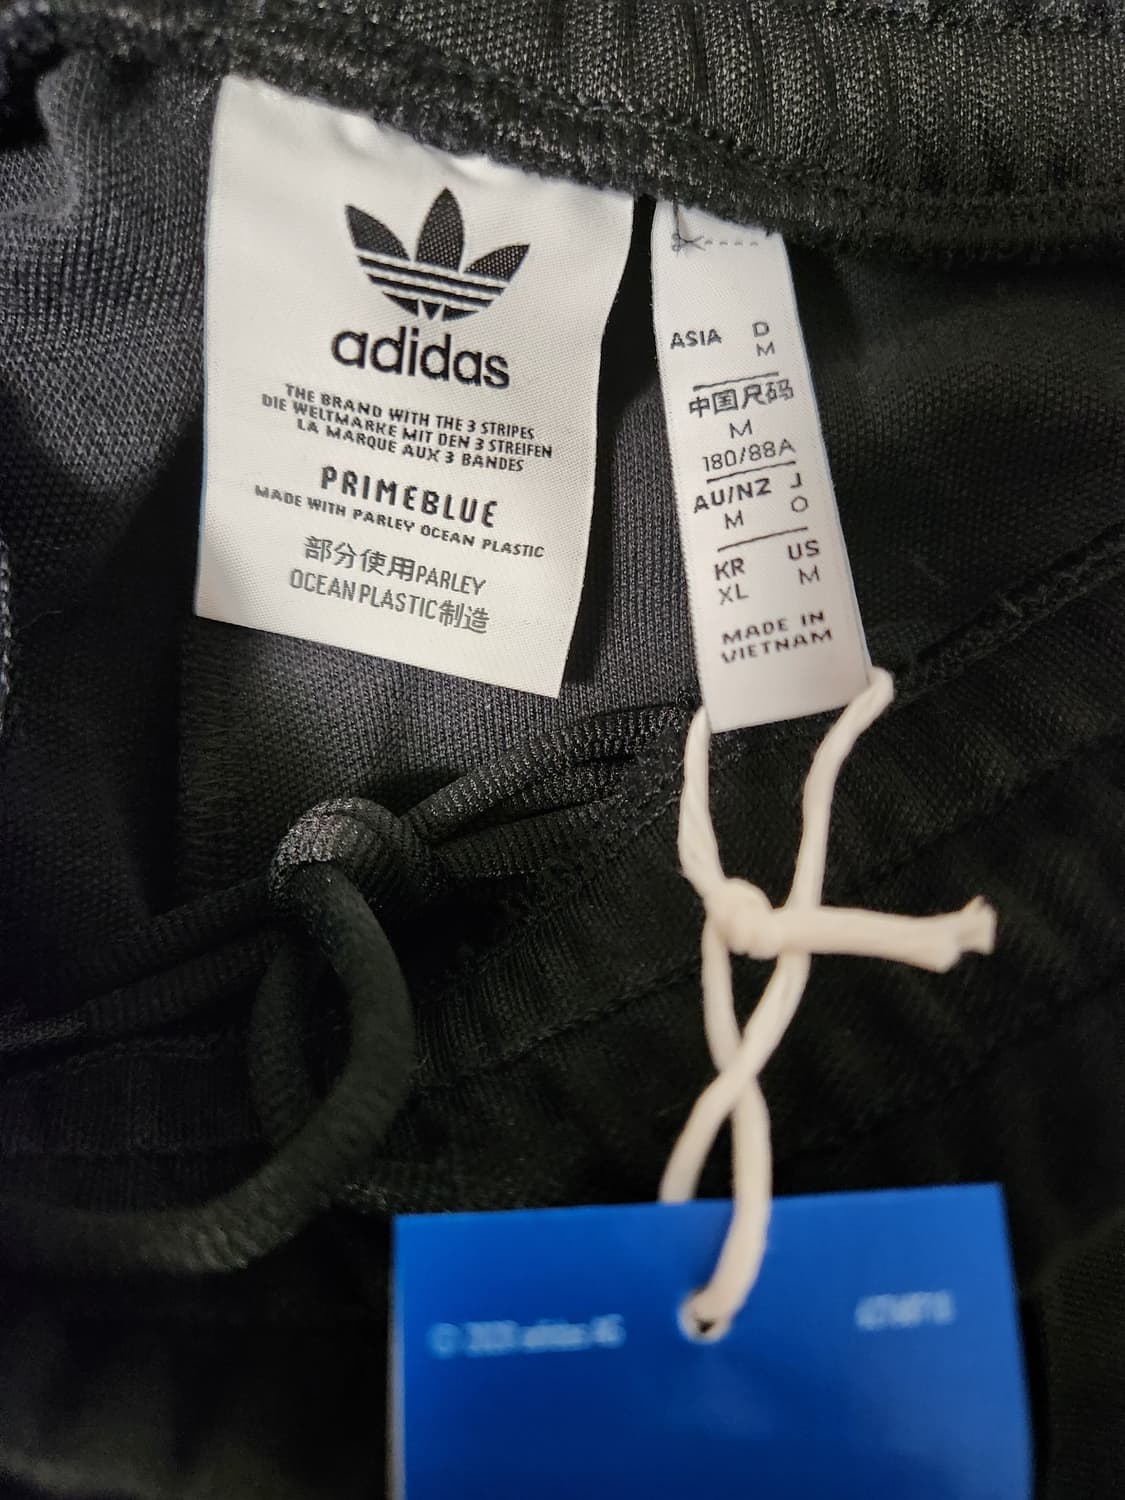 adidas
THE BRAND WITH THE 3 STRIPES
DIE WELTMARKE MIT DEN 3 STREIFEN
LA MARQUE AUX 3 BANDES
PRIMEBLUE
MADE WITH PARLEY OCEAN PLASTIC
部分使用PARLEY
OCEAN PLASTIC制造
ASIA D
M
中国尺码
M
180/88A
AU/NZ J
M O
KR US
XL M
MADE IN
VIETNAM
adidas AG